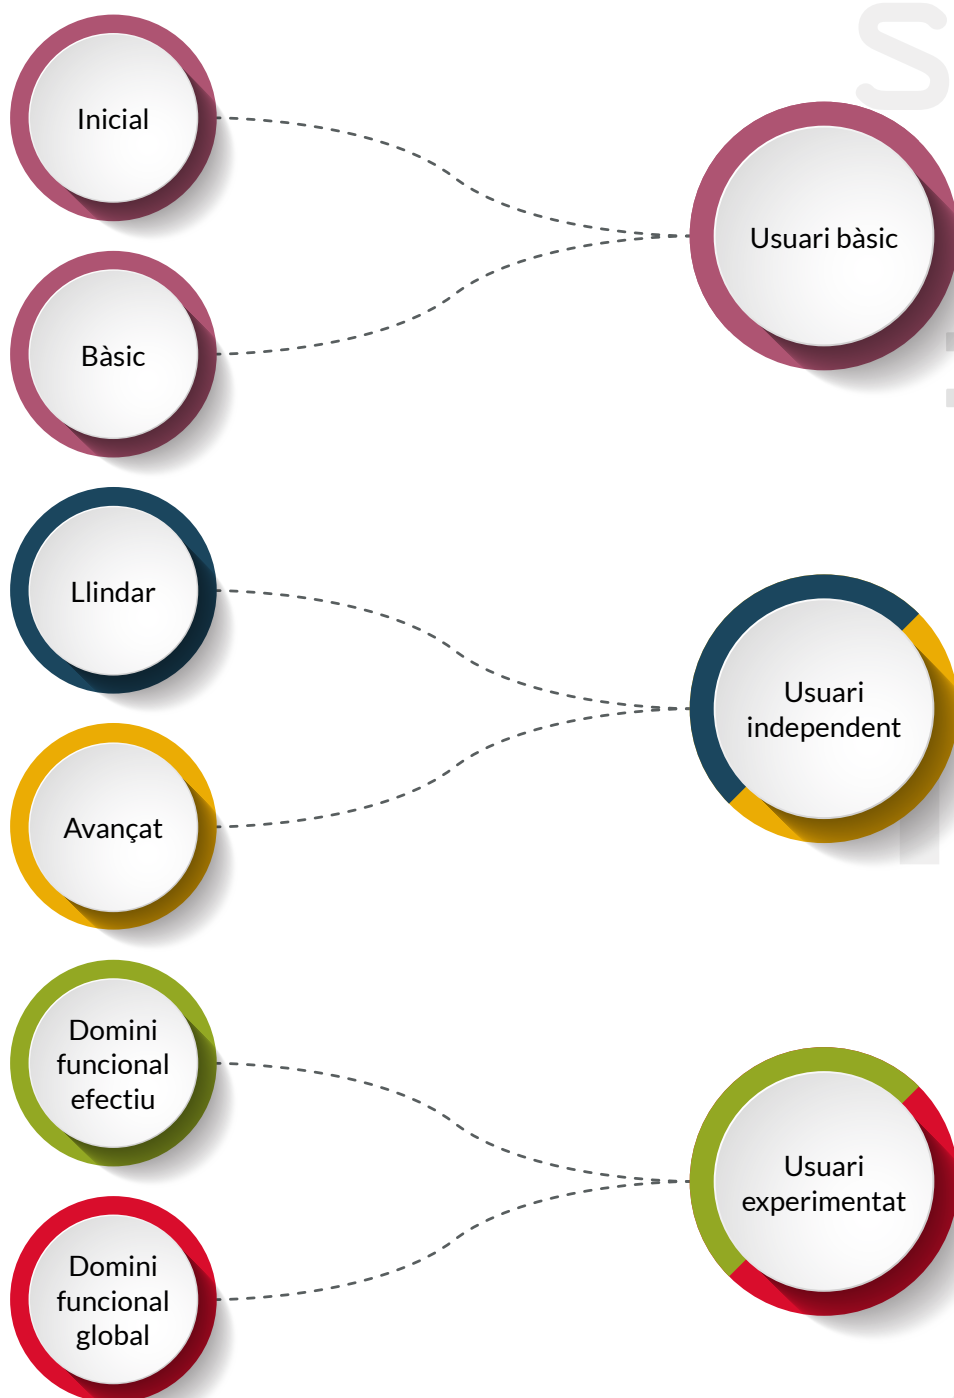 Inicial
Bàsic
Usuari bàsic
Llindar
Avançat
Usuari
independent
Domini
funcional
efectiu
Domini
funcional
global
Usuari
experimentat